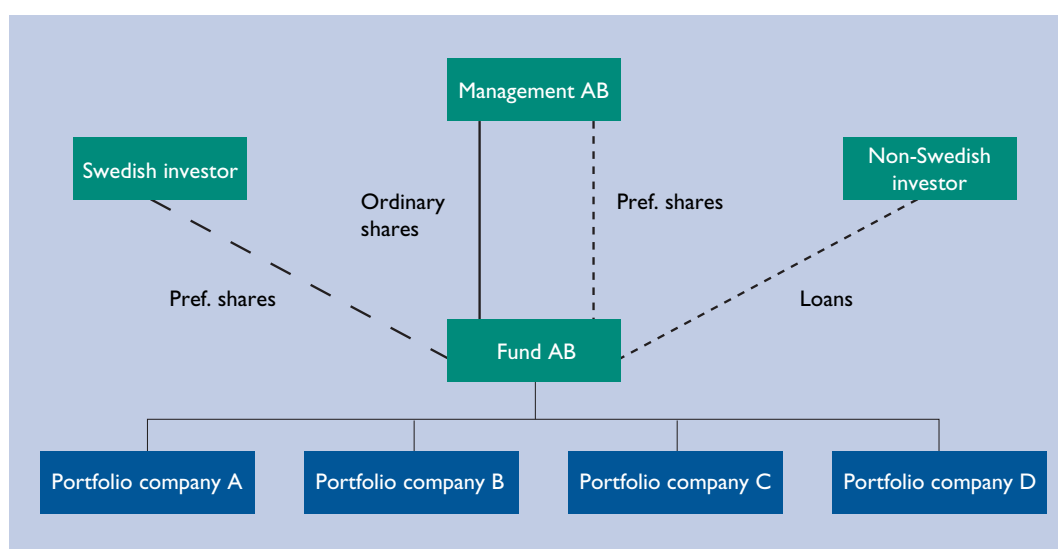 Management AB
Swedish investor
Non-Swedish
investor
Ordinary
shares
Pref. shares
Pref. shares
Loans
Fund AB
Portfolio company A
Portfolio company B
Portfolio company C
Portfolio company D